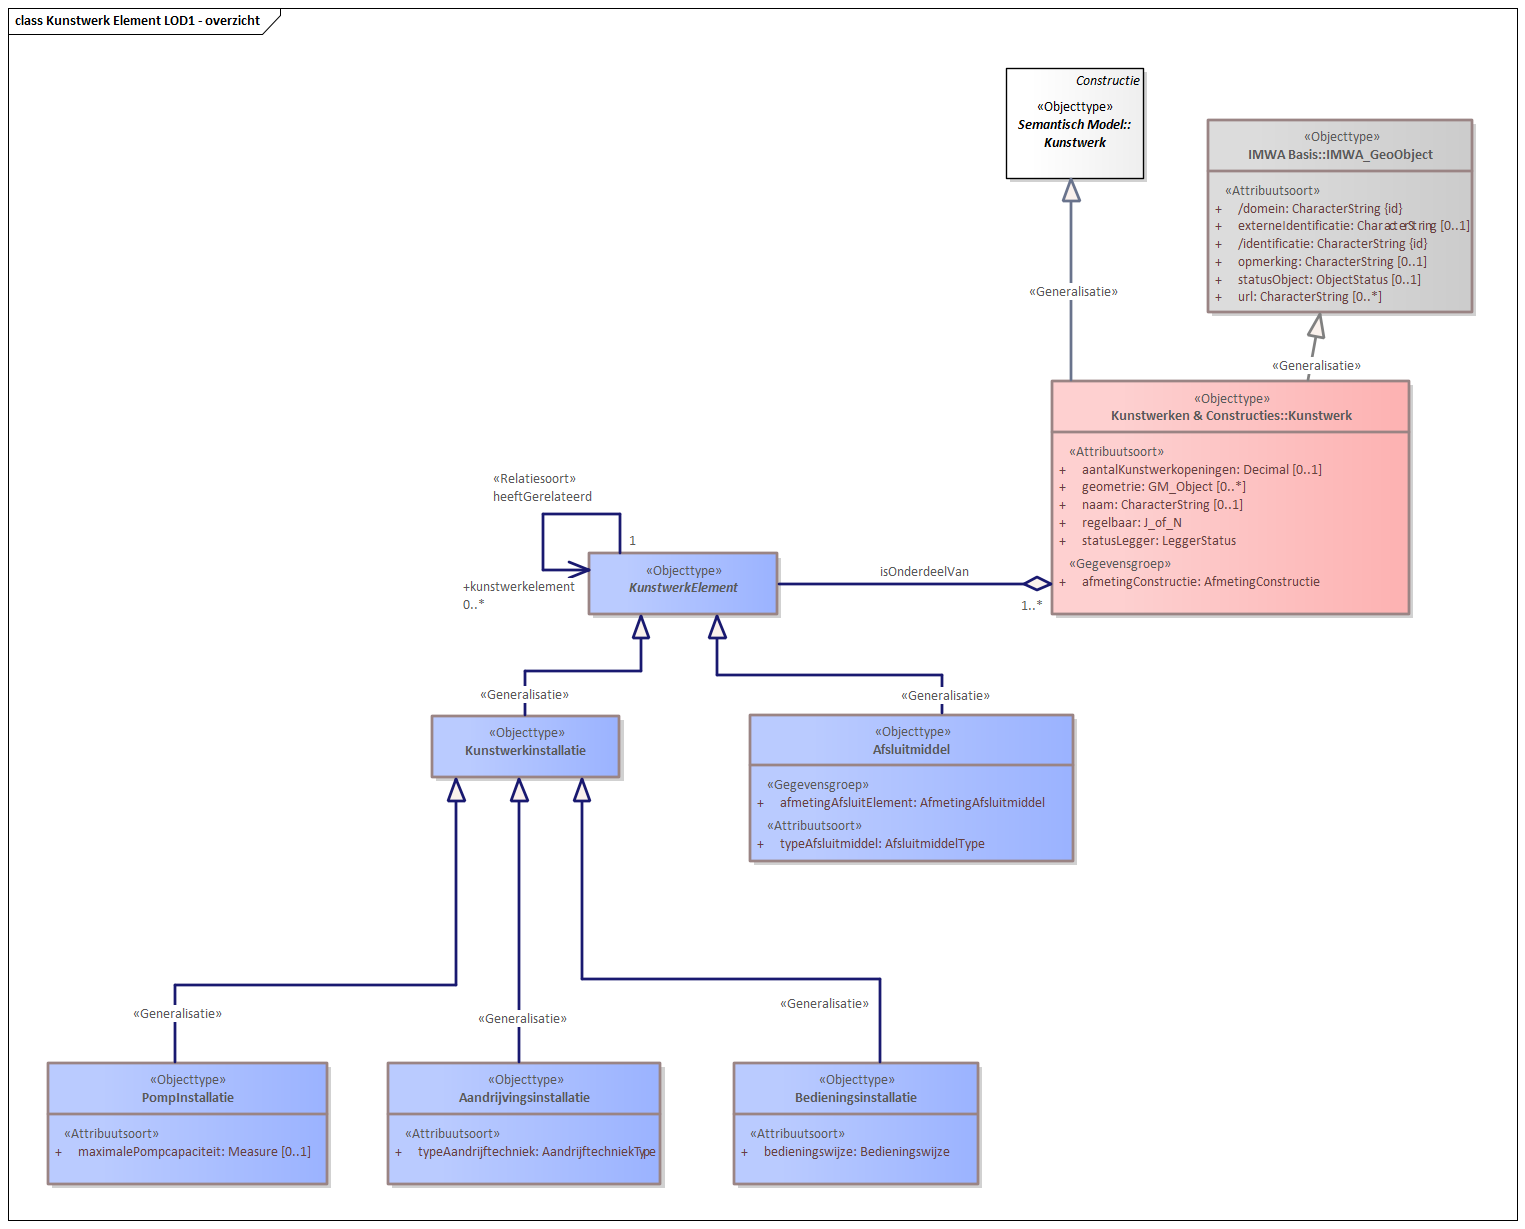 class Kunstwerk Element LOD1 - overzicht
Constructie
«Objecttype»
Semantisch Model::
Kunstwerk
«Objecttype»
IMWA Basis::IMWA_GeoObject
«Attribuutsoort»
+ /domein: CharacterString {id}
+ externeIdentificatie: CharacterString [0..1]
+ /identificatie: CharacterString {id}
+ opmerking: CharacterString [0..1]
+ statusObject: ObjectStatus [0..1]
+ url: CharacterString [0..*]
«Generalisatie»
«Generalisatie»
«Objecttype»
Kunstwerken & Constructies::Kunstwerk
«Attribuutsoort»
+ aantalKunstwerkopeningen: Decimal [0..1]
+ geometrie: GM_Object [0..*]
+ naam: CharacterString [0..1]
+ regelbaar: J_of_N
+ statusLegger: LeggerStatus
«Gegevensgroep»
+ afmetingConstructie: AfmetingConstructie
«Relatiesoort»
heeftGerelateerd
1
+kunstwerkelement
0..*
«Objecttype»
KunstwerkElement
isOnderdeelVan
1..*
«Generalisatie»
«Generalisatie»
«Objecttype»
Kunstwerkinstallatie
«Objecttype»
Afsluitmiddel
«Gegevensgroep»
+ afmetingAfsluitElement: AfmetingAfsluitmiddel
«Attribuutsoort»
+ typeAfsluitmiddel: AfsluitmiddelType
«Generalisatie»
«Generalisatie»
«Generalisatie»
«Objecttype»
PompInstallatie
«Attribuutsoort»
+ maximalePompcapaciteit: Measure [0..1]
«Objecttype»
Aandrijvingsinstallatie
«Attribuutsoort»
+ typeAandrijftechniek: AandrijftechniekType
«Objecttype»
Bedieningsinstallatie
«Attribuutsoort»
+ bedieningswijze: Bedieningswijze